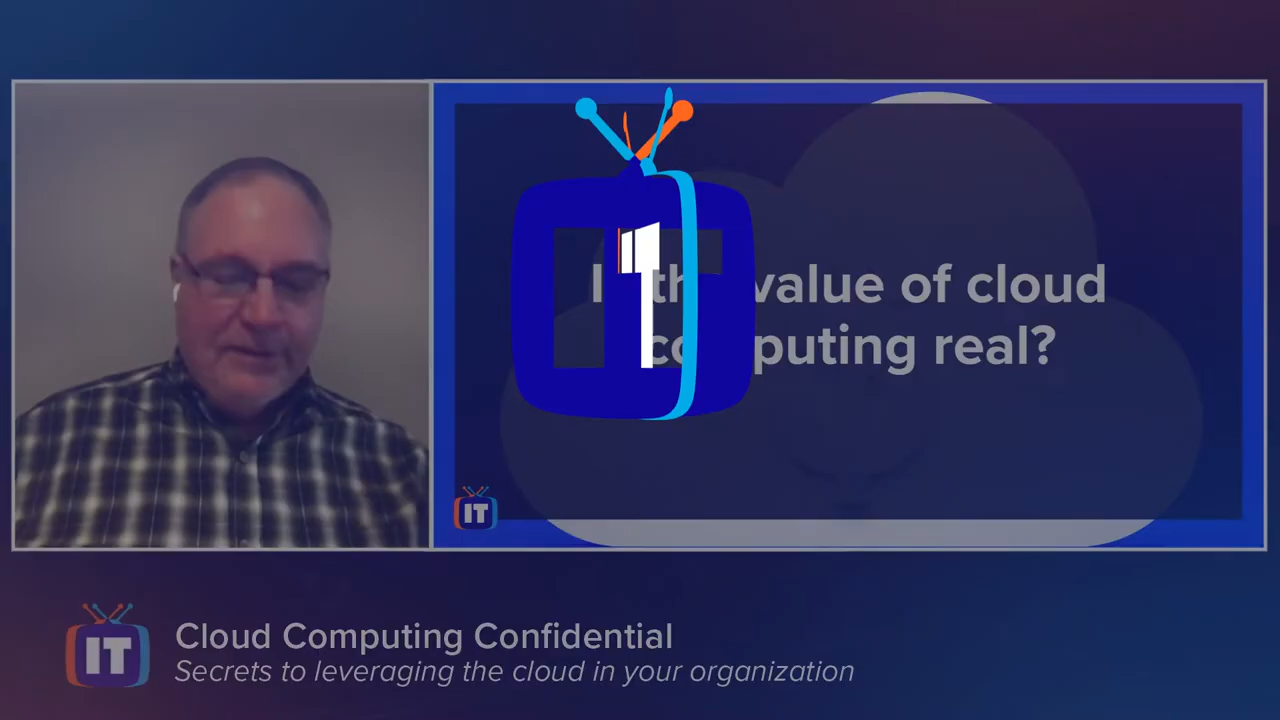 value of cloud
puting real?
IT
IT
Cloud Computing Confidential
Secrets to leveraging the cloud in your organization